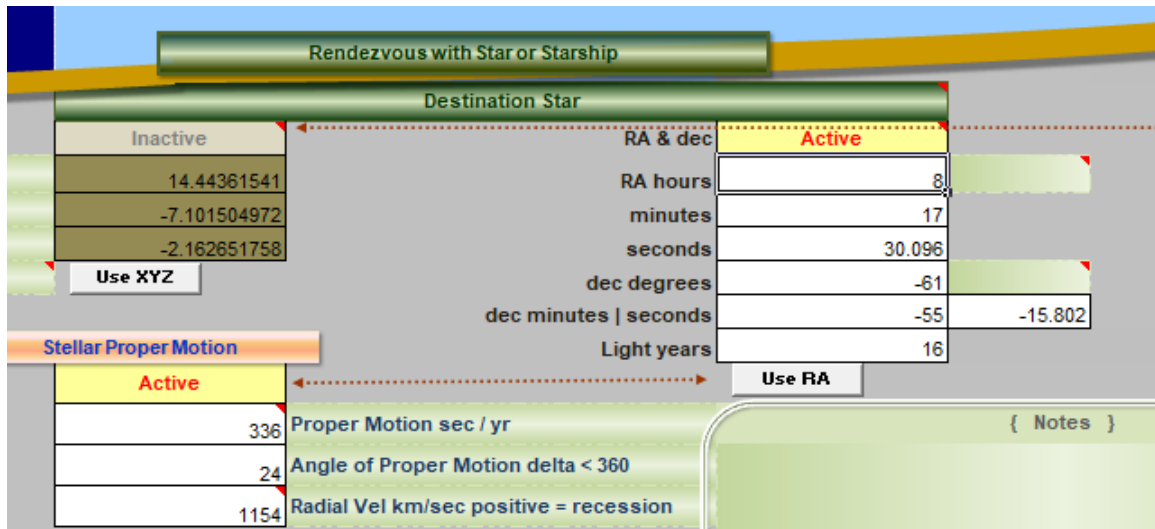 Rendezvous with Star or Starship
Destination Star
Inactive RA & dec Active
14.44361541 RA hours 8
-7.101504972 minutes 17
-2.162651758 seconds 30.096
Use XYZ dec degrees -61
dec minutes | seconds -55 -15.802
Stellar Proper Motion Light years 16
Active Use RA
336 Proper Motion sec / yr { Notes }
24 Angle of Proper Motion delta < 360
1154 Radial Vel km/sec positive = recession